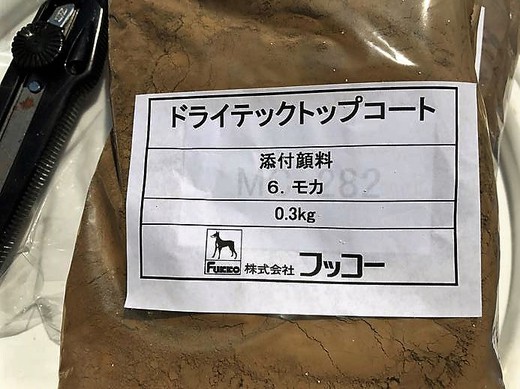 ドライテックトップコート
添付顔料
6. モカ
0.3kg
FUKKO 株式会社 フッコー